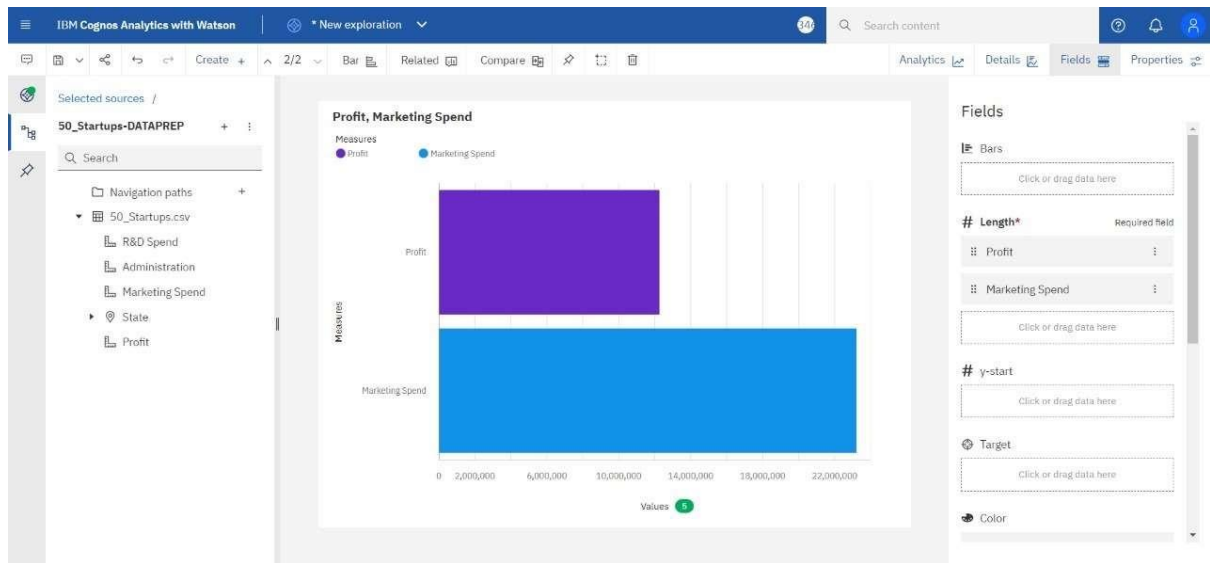 IBM Cognos Analytics with Watson
* New exploration
346
Search content
Create +
2/2
Bar
Related
Compare
Analytics
Details
Fields
Properties
Selected sources /
50_Startups-DATAPREP
Search
Navigation paths
50_Startups.csv
R&D Spend
Administration
Marketing Spend
State
Profit
Profit, Marketing Spend
Measures
Profit
Marketing Spend
Profit
Marketing Spend
Measures
0 2,000,000 6,000,000 10,000,000 14,000,000 18,000,000 22,000,000
Values 5
Fields
Bars
Click or drag data here
# Length* Required field
Profit
Marketing Spend
Click or drag data here
# y-start
Click or drag data here
Target
Click or drag data here
Color